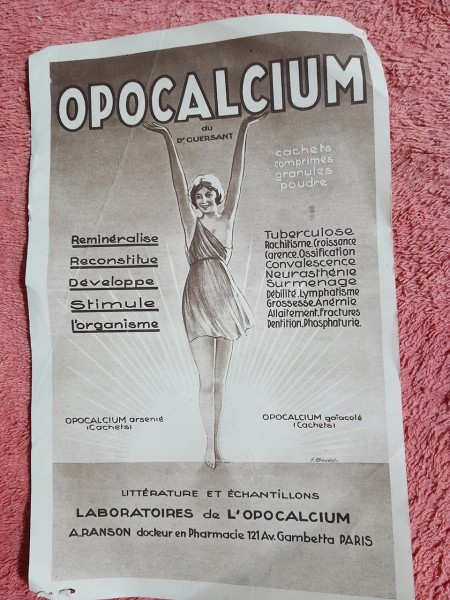 OPOCALCIUM
du
Dr GUERSANT
cachets
comprimés
granules
poudre
Reminéralise
Reconstitue
Développe
Stimule
L'organisme
Tuberculose
Rachitisme.Croissance
Carence.Ossification
Convalescence
Neurasthénie
Surmenage
Débilité.Lymphatisme
Grossesse.Anémie
Allaitement.Fractures
Dentition.Phosphaturie.
OPOCALCIUM arsenié
(Cachets)
OPOCALCIUM gaïacolé
(Cachets)
LITTÉRATURE ET ÉCHANTILLONS
LABORATOIRES de L'OPOCALCIUM
A.RANSON docteur en Pharmacie 121 Av. Gambetta PARIS